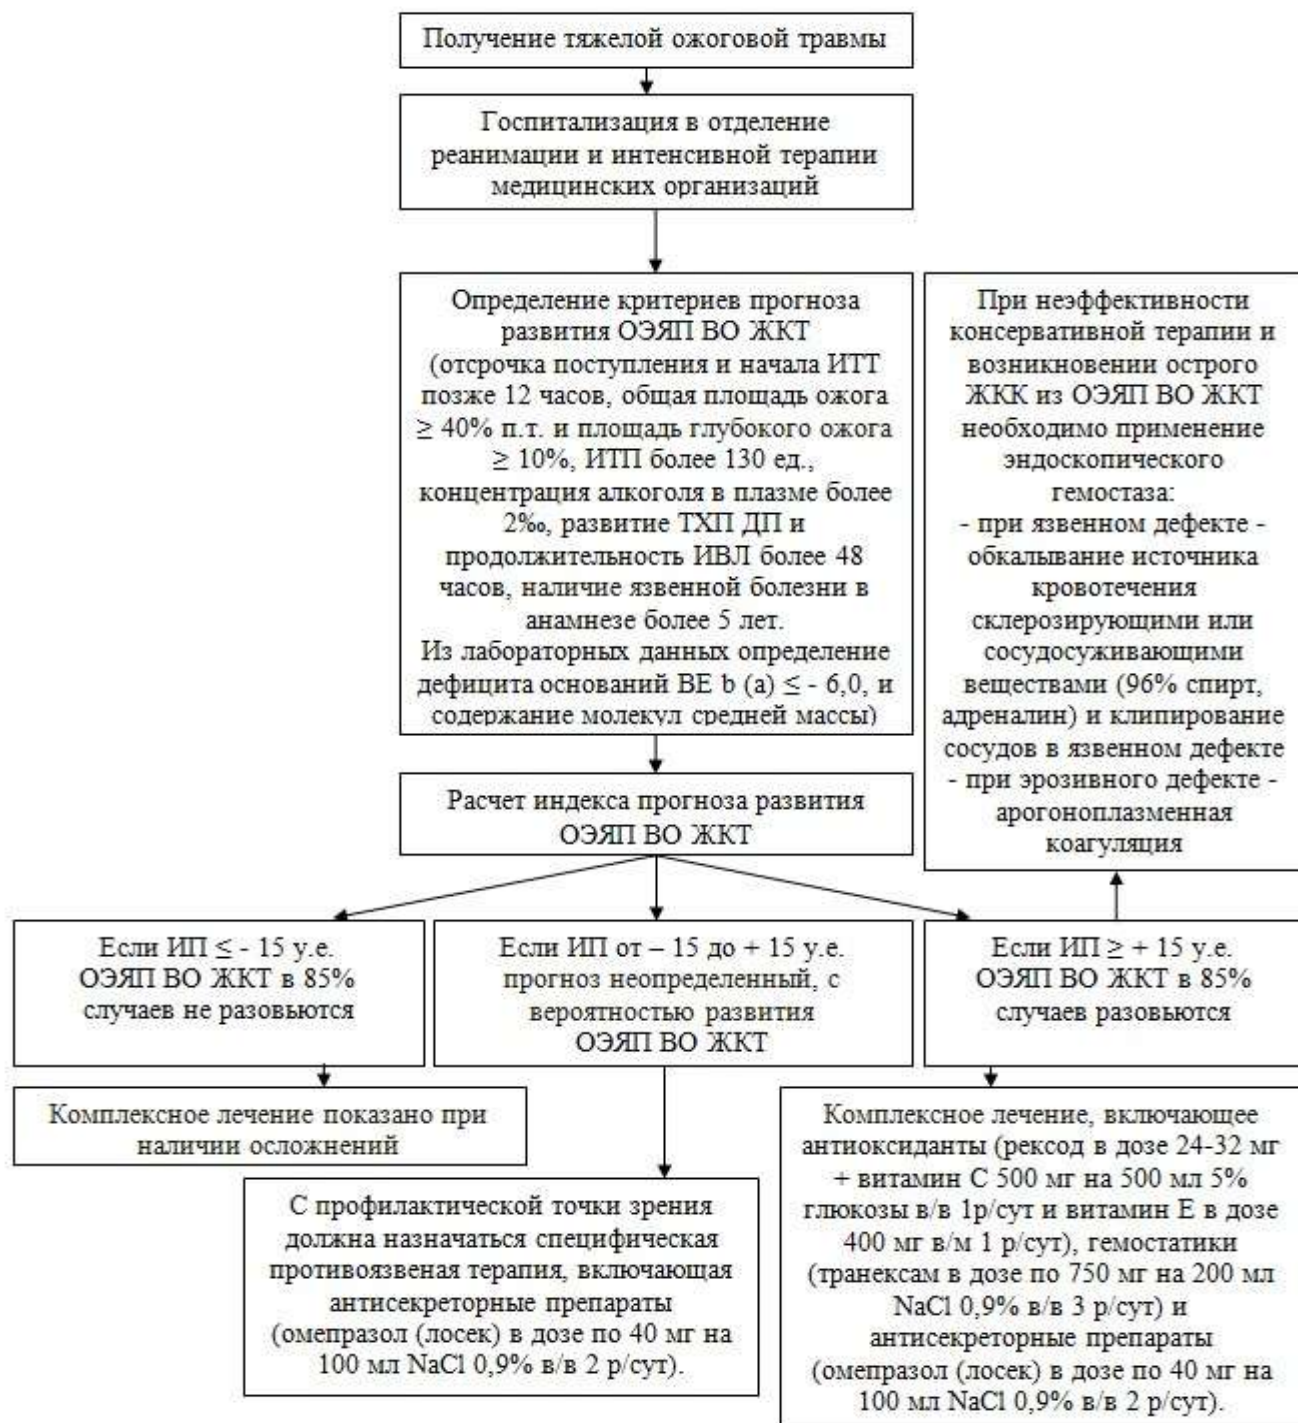 Получение тяжелой ожоговой травмы
Госпитализация в отделение
реанимации и интенсивной терапии
медицинских организаций
Определение критериев прогноза
развития ОЭЯП ВО ЖКТ
(отсрочка поступления и начала ИТТ
позже 12 часов, общая площадь ожога
≥ 40% п.т. и площадь глубокого ожога
≥ 10%, ИТП более 130 ед.,
концентрация алкоголя в плазме более
2‰, развитие ТХП ДП и
продолжительность ИВЛ более 48
часов, наличие язвенной болезни в
анамнезе более 5 лет.
Из лабораторных данных определение
дефицита оснований BE b (a) ≤ - 6,0, и
содержание молекул средней массы)
При неэффективности
консервативной терапии и
возникновении острого
ЖКК из ОЭЯП ВО ЖКТ
необходимо применение
эндоскопического
гемостаза:
- при язвенном дефекте -
обкалывание источника
кровотечения
склерозирующими или
сосудосуживающими
веществами (96% спирт,
адреналин) и клипирование
сосудов в язвенном дефекте
- при эрозивного дефекте -
арогоноплазменная
коагуляция
Расчет индекса прогноза развития
ОЭЯП ВО ЖКТ
Если ИП ≤ - 15 у.е.
ОЭЯП ВО ЖКТ в 85%
случаев не разовьются
Если ИП от – 15 до + 15 у.е.
прогноз неопределенный, с
вероятностью развития
ОЭЯП ВО ЖКТ
Если ИП ≥ + 15 у.е.
ОЭЯП ВО ЖКТ в 85%
случаев разовьются
Комплексное лечение показано при
наличии осложнений
С профилактической точки зрения
должна назначаться специфическая
противоязвеная терапия, включающая
антисекреторные препараты
(омепразол (лосек) в дозе по 40 мг на
100 мл NaCl 0,9% в/в 2 р/сут).
Комплексное лечение, включающее
антиоксиданты (рексод в дозе 24-32 мг
+ витамин С 500 мг на 500 мл 5%
глюкозы в/в 1р/сут и витамин Е в дозе
400 мг в/м 1 р/сут), гемостатики
(транексам в дозе по 750 мг на 200 мл
NaCl 0,9% в/в 3 р/сут) и
антисекреторные препараты
(омепразол (лосек) в дозе по 40 мг на
100 мл NaCl 0,9% в/в 2 р/сут).